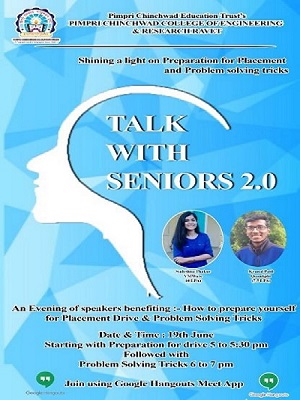 Pimpri Chinchwad Education Trust's
PIMPRI CHINCHWAD COLLEGE OF ENGINEERING
& RESEARCH RAVET
Shining a light on Preparation for Placement
and Problem solving tricks
TALK
WITH
SENIORS 2.0
An Evening of speakers benefiting :- How to prepare yourself
for Placement Drive & Problem Solving Tricks
Date & Time : 19th June
Starting with Preparation for drive 5 to 5:30 pm
Followed with
Problem Solving Tricks 6 to 7 pm
Join using Google Hangouts Meet App